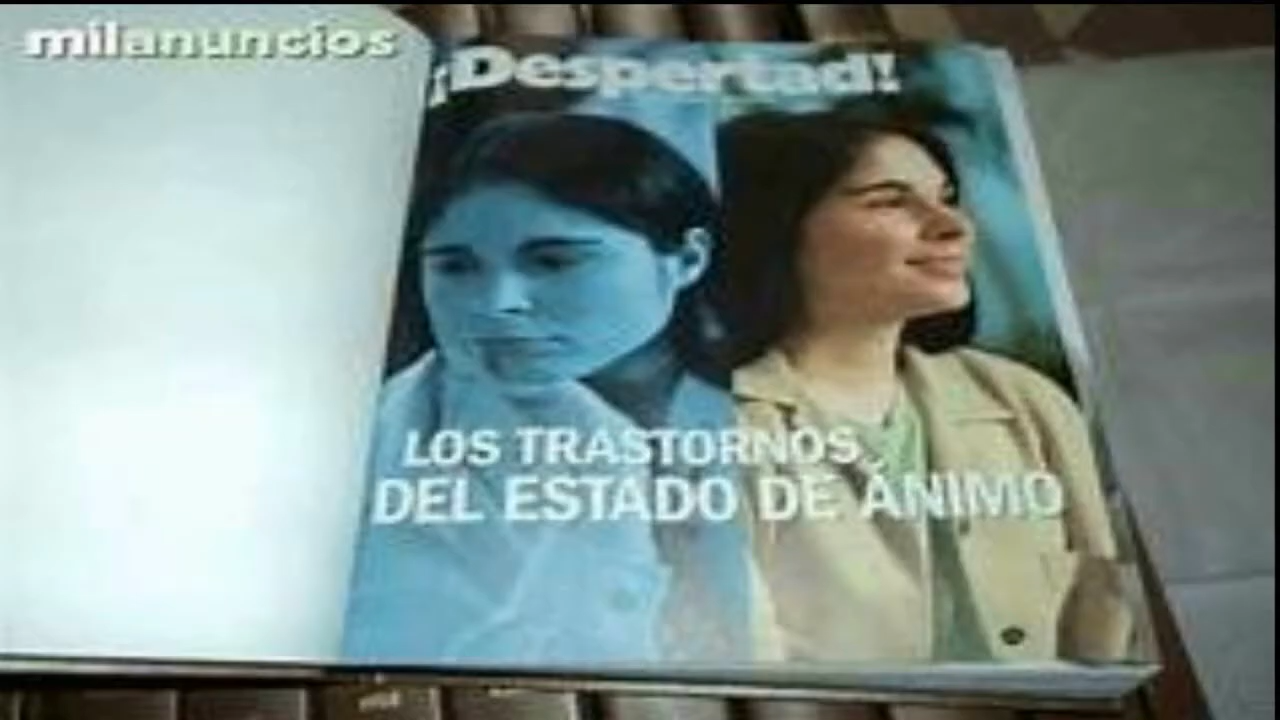 milanuncios
¡Despertad!
LOS TRASTORNOS
DEL ESTADO DE ÁNIMO